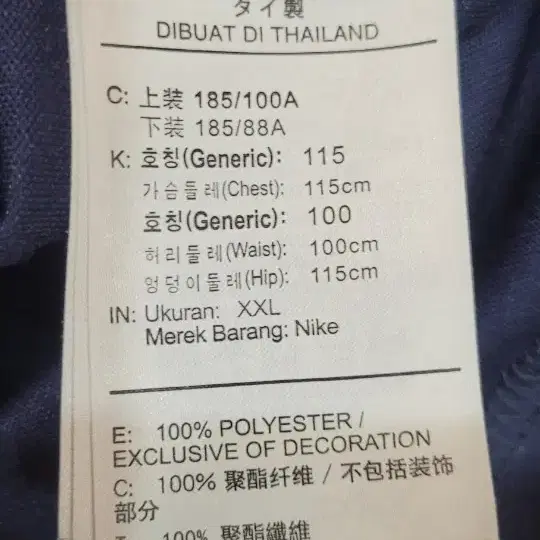 タイ製
DIBUAT DI THAILAND
C: 上装 185/100A
下装 185/88A
K: 호칭(Generic): 115
가슴둘레(Chest): 115cm
호칭(Generic): 100
허리둘레(Waist): 100cm
엉덩이둘레(Hip): 115cm
IN: Ukuran: XXL
Merek Barang: Nike
E: 100% POLYESTER /
EXCLUSIVE OF DECORATION
C: 100% 聚酯纤维 / 不包括装饰
部分
100% 聚酯纖維